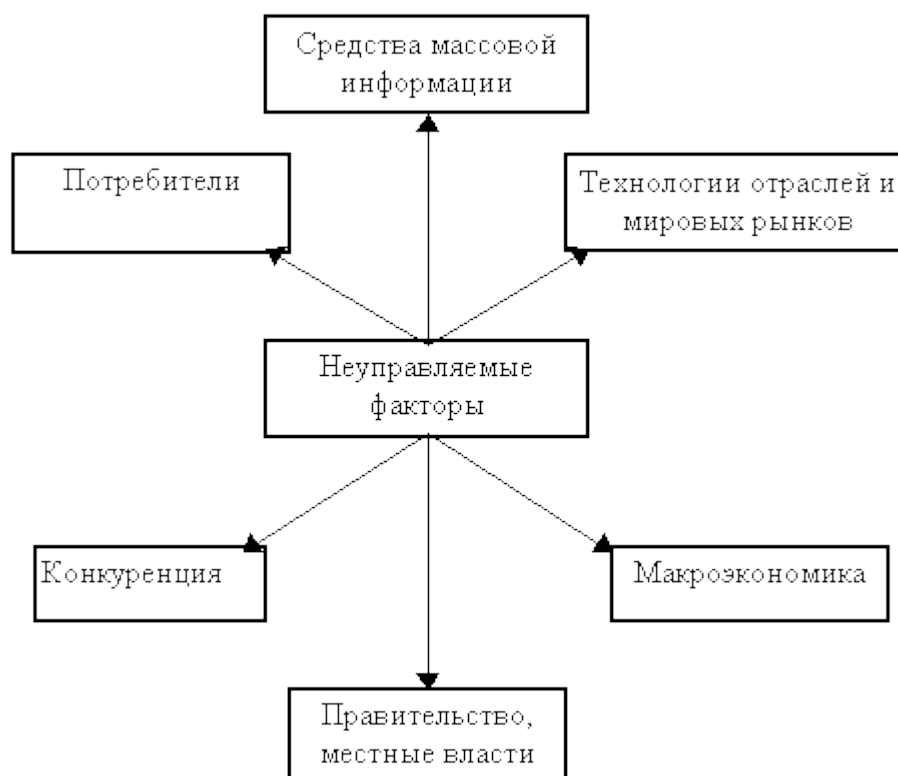 Средства массовой
информации
Потребители
Технологии отраслей и
мировых рынков
Неуправляемые
факторы
Конкуренция
Макроэкономика
Правительство,
местные власти